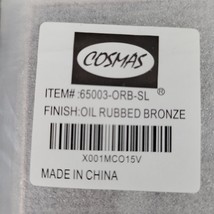 COSMAS®
ITEM#:65003-ORB-SL
FINISH:OIL RUBBED BRONZE
X001MCO15V
MADE IN CHINA